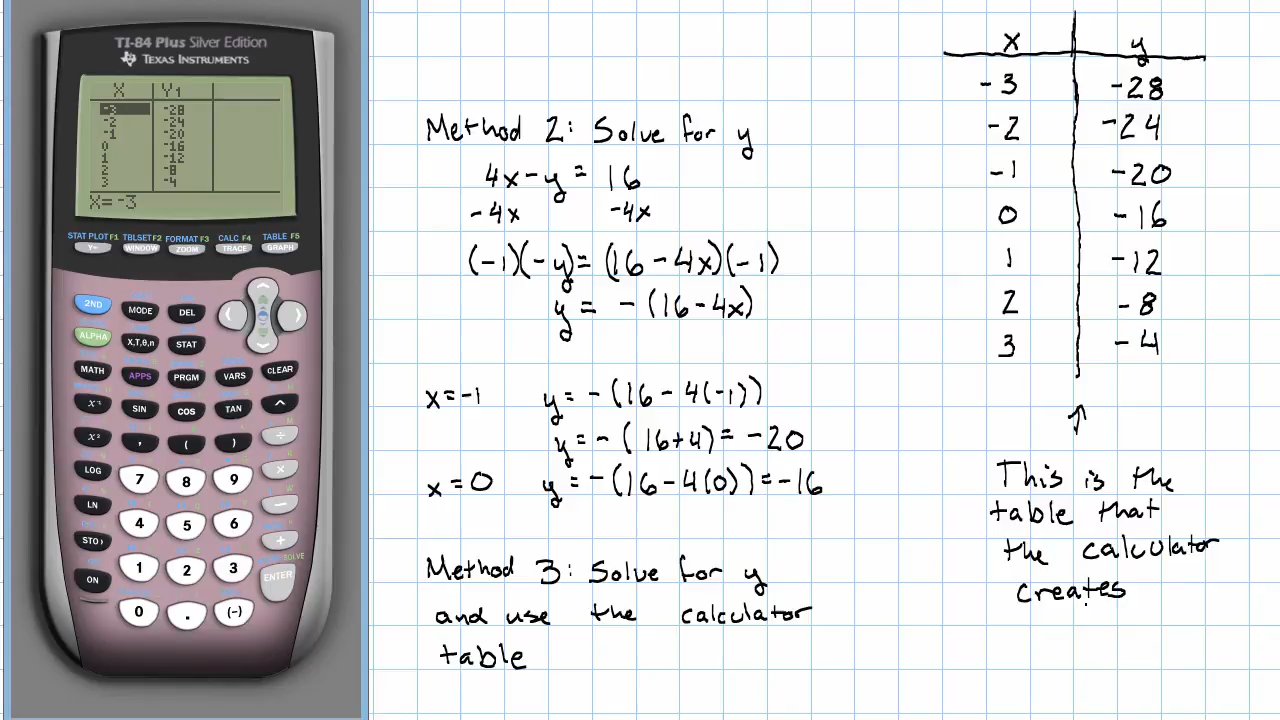 TI-84 Plus Silver Edition
TEXAS INSTRUMENTS
X Y1
-3 -28
-2 -24
-1 -20
0 -16
1 -12
2 -8
3 -4
X= -3
STAT PLOT F1 TBLSET F2 FORMAT F3 CALC F4 TABLE F5
Y= WINDOW ZOOM TRACE GRAPH
2ND MODE DEL
ALPHA X,T,θ,n STAT
MATH APPS PRGM VARS CLEAR
x⁻¹ SIN COS TAN ^
x² , ( ) ÷
LOG 7 8 9 ×
LN 4 5 6 −
STO› 1 2 3 +
ON 0 . (-) ENTER
SOLVE
Method 2: Solve for y
4x-y = 16
-4x -4x
(-1)(-y)= (16-4x)(-1)
y = -(16-4x)
x=-1 y= -(16-4(-1))
y= -(16+4)= -20
x=0 y= -(16-4(0))=-16
Method 3: Solve for y
and use the calculator
table
x y
-3 -28
-2 -24
-1 -20
0 -16
1 -12
2 -8
3 -4
↑
This is the
table that
the calculator
creates